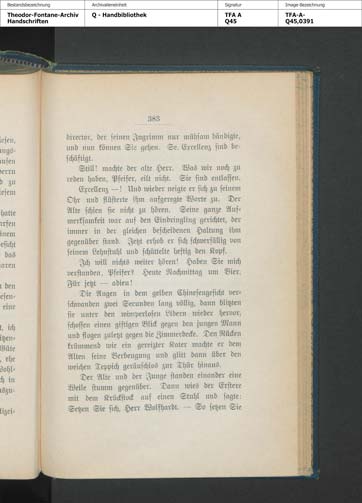 Bestandsbezeichnung
Theodor-Fontane-Archiv
Handschriften
Archivalieneinheit
Q - Handbibliothek
Signatur
TFA A
Q45
Image-Bezeichnung
TFA-A-
Q45,0391
383
director, der seinen Ingrimm nur mühsam bändigte,
und nun können Sie gehen. Se. Excellenz sind be-
schäftigt.
Still! machte der alte Herr. Was wir noch zu
reden haben, Pfeifer, eilt nicht. Sie sind entlassen.
Excellenz —! Und wieder neigte er sich zu seinem
Ohr und flüsterte ihm aufgeregte Worte zu. Der
Alte schien sie nicht zu hören. Seine ganze Auf-
merksamkeit war auf den Eindringling gerichtet, der
immer in der gleichen bescheidenen Haltung ihm
gegenüber stand. Jetzt erhob er sich schwerfällig von
seinem Lehnstuhl und schüttelte heftig den Kopf.
Ich will nichts weiter hören! Haben Sie mich
verstanden, Pfeifer? Heute Nachmittag um Vier.
Für jetzt — adieu!
Die Augen in dem gelben Chinesengesicht ver-
schwanden zwei Secunden lang völlig, dann blitzten
sie unter den wimperlosen Lidern wieder hervor,
schossen einen giftigen Blick gegen den jungen Mann
und flogen zuletzt gegen die Zimmerdecke. Den Rücken
krümmend wie ein gereizter Kater machte er dem
Alten seine Verbeugung und glitt dann über den
weichen Teppich geräuschlos zur Thür hinaus.
Der Alte und der Junge standen einander eine
Weile stumm gegenüber. Dann wies der Erstere
mit dem Krückstock auf einen Stuhl und sagte:
Setzen Sie sich, Herr Wolfhardt. — So setzen Sie